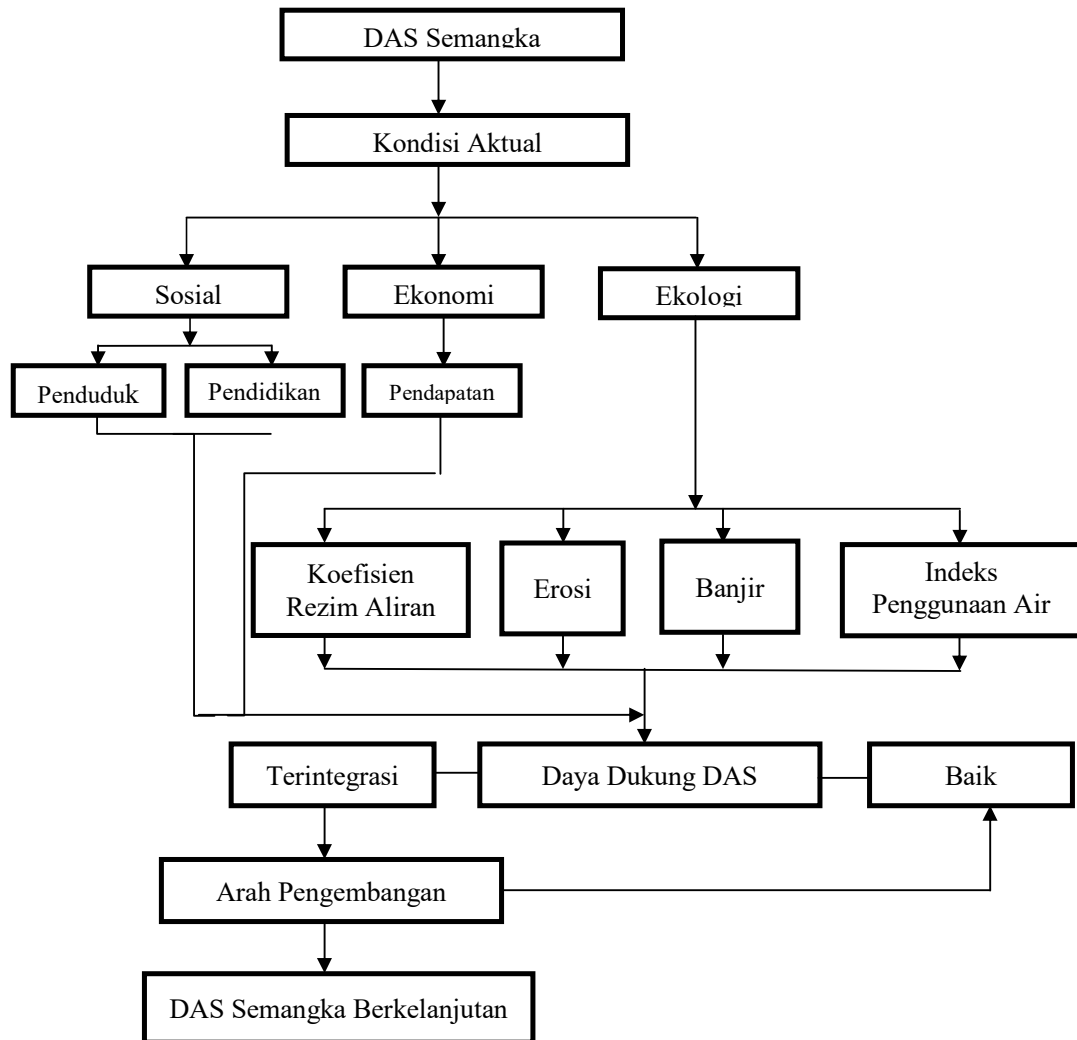 DAS Semangka
Kondisi Aktual
Sosial
Ekonomi
Ekologi
Penduduk
Pendidikan
Pendapatan
Koefisien
Rezim Aliran
Erosi
Banjir
Indeks
Penggunaan Air
Terintegrasi
Daya Dukung DAS
Baik
Arah Pengembangan
DAS Semangka Berkelanjutan